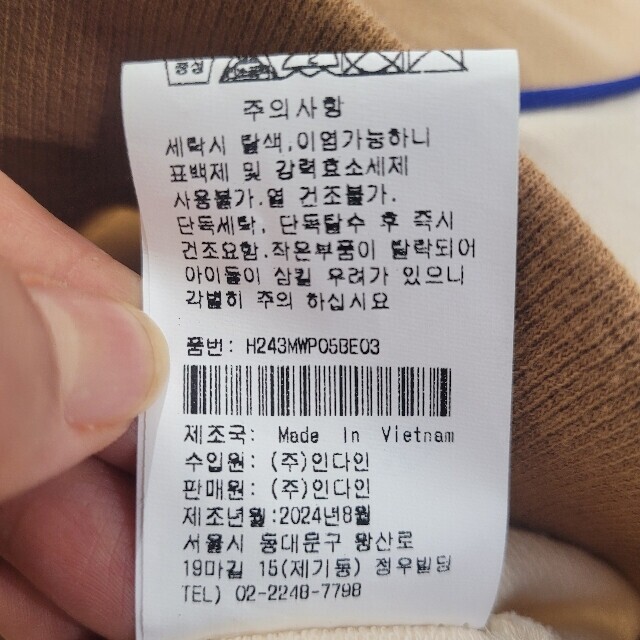 중성
주의사항
세탁시 탈색,이염가능하니
표백제 및 강력효소세제
사용불가.열 건조불가.
단독세탁, 단독탈수 후 즉시
건조요함.작은부품이 탈락되어
아이들이 삼킬 우려가 있으니
각별히 주의 하십시요
품번: H243MWP05BE03
제조국: Made In Vietnam
수입원: (주)인다인
판매원: (주)인다인
제조년월:2024년8월
서울시 동대문구 왕산로
19마길 15(제기동) 정우빌딩
TEL) 02-2248-7798